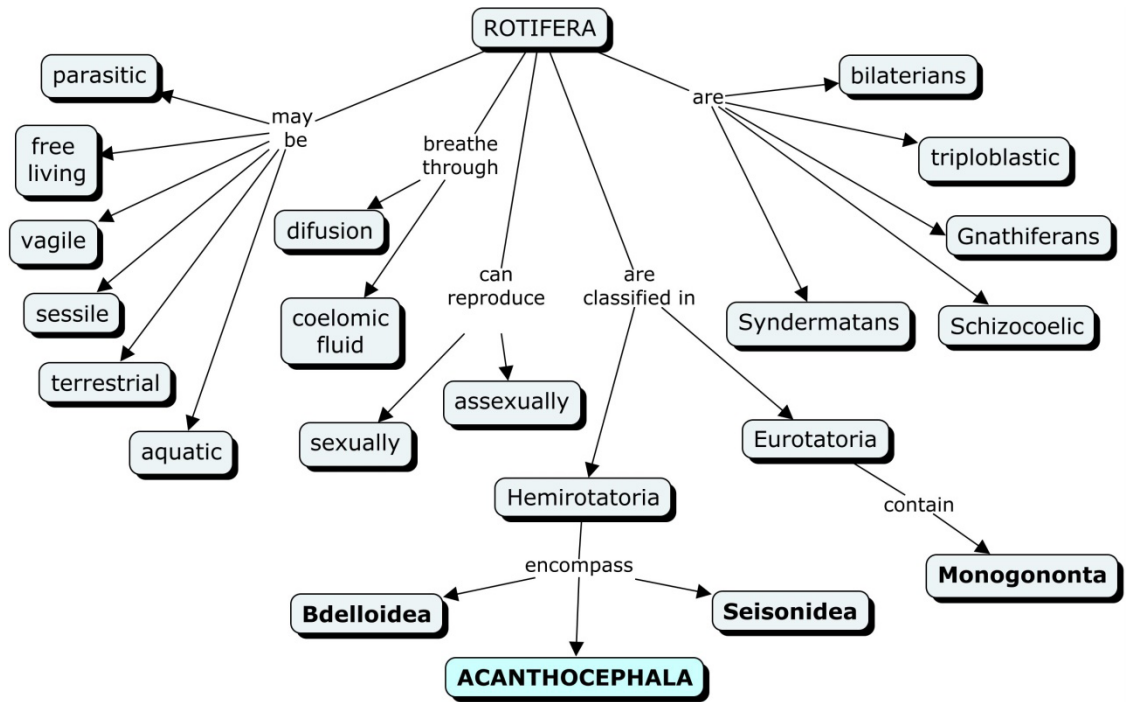 ROTIFERA
parasitic
free
living
vagile
sessile
terrestrial
aquatic
may
be
breathe
through
difusion
coelomic
fluid
can
reproduce
sexually
assexually
are
classified in
Hemirotatoria
encompass
Bdelloidea
ACANTHOCEPHALA
Seisonidea
Eurotatoria
contain
Monogononta
are
bilaterians
triploblastic
Gnathiferans
Schizocoelic
Syndermatans